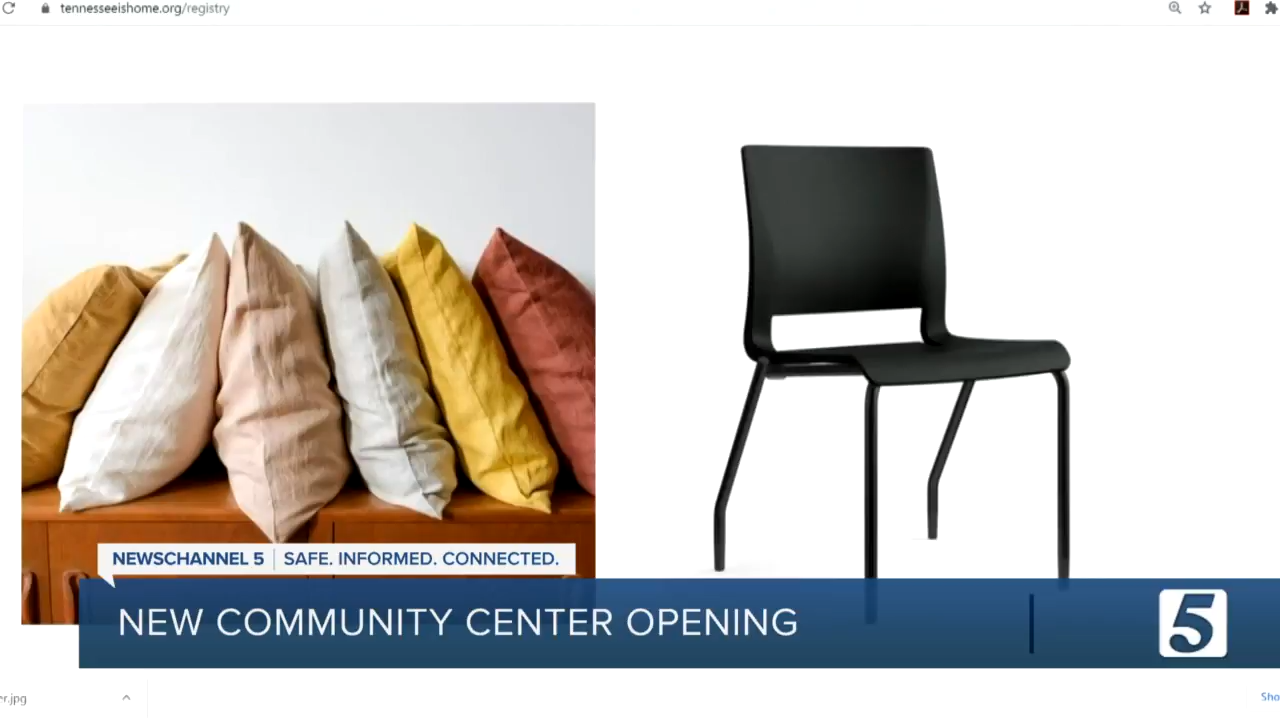 tennesseeishome.org/registry
NEWSCHANNEL 5 | SAFE. INFORMED. CONNECTED.
NEW COMMUNITY CENTER OPENING
5
er.jpg
Sho